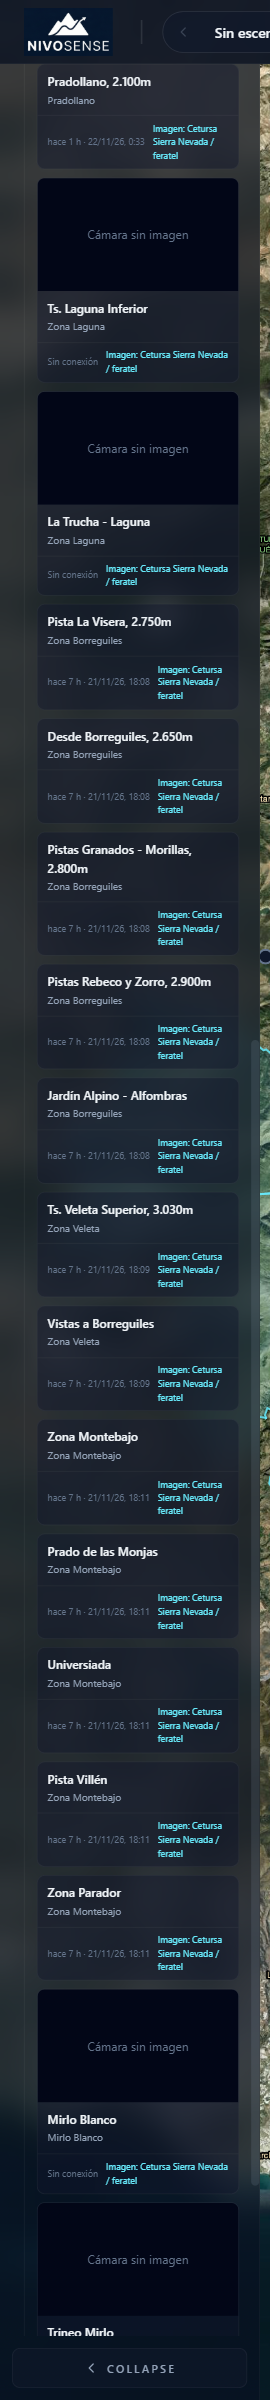 NIVOSENSE
Sin escer
Pradollano, 2.100m
Pradollano
hace 1 h · 22/11/26, 0:33
Imagen: Cetursa
Sierra Nevada /
feratel
Cámara sin imagen
Ts. Laguna Inferior
Zona Laguna
Sin conexión
Imagen: Cetursa Sierra Nevada
/ feratel
Cámara sin imagen
La Trucha - Laguna
Zona Laguna
Sin conexión
Imagen: Cetursa Sierra Nevada
/ feratel
Pista La Visera, 2.750m
Zona Borreguiles
hace 7 h · 21/11/26, 18:08
Imagen: Cetursa
Sierra Nevada /
feratel
Desde Borreguiles, 2.650m
Zona Borreguiles
hace 7 h · 21/11/26, 18:08
Imagen: Cetursa
Sierra Nevada /
feratel
Pistas Granados - Morillas,
2.800m
Zona Borreguiles
hace 7 h · 21/11/26, 18:08
Imagen: Cetursa
Sierra Nevada /
feratel
Pistas Rebeco y Zorro, 2.900m
Zona Borreguiles
hace 7 h · 21/11/26, 18:08
Imagen: Cetursa
Sierra Nevada /
feratel
Jardín Alpino - Alfombras
Zona Borreguiles
hace 7 h · 21/11/26, 18:08
Imagen: Cetursa
Sierra Nevada /
feratel
Ts. Veleta Superior, 3.030m
Zona Veleta
hace 7 h · 21/11/26, 18:09
Imagen: Cetursa
Sierra Nevada /
feratel
Vistas a Borreguiles
Zona Veleta
hace 7 h · 21/11/26, 18:09
Imagen: Cetursa
Sierra Nevada /
feratel
Zona Montebajo
Zona Montebajo
hace 7 h · 21/11/26, 18:11
Imagen: Cetursa
Sierra Nevada /
feratel
Prado de las Monjas
Zona Montebajo
hace 7 h · 21/11/26, 18:11
Imagen: Cetursa
Sierra Nevada /
feratel
Universiada
Zona Montebajo
hace 7 h · 21/11/26, 18:11
Imagen: Cetursa
Sierra Nevada /
feratel
Pista Villén
Zona Montebajo
hace 7 h · 21/11/26, 18:11
Imagen: Cetursa
Sierra Nevada /
feratel
Zona Parador
Zona Montebajo
hace 7 h · 21/11/26, 18:11
Imagen: Cetursa
Sierra Nevada /
feratel
Cámara sin imagen
Mirlo Blanco
Mirlo Blanco
Sin conexión
Imagen: Cetursa Sierra Nevada
/ feratel
Cámara sin imagen
Trineo Mirlo
COLLAPSE